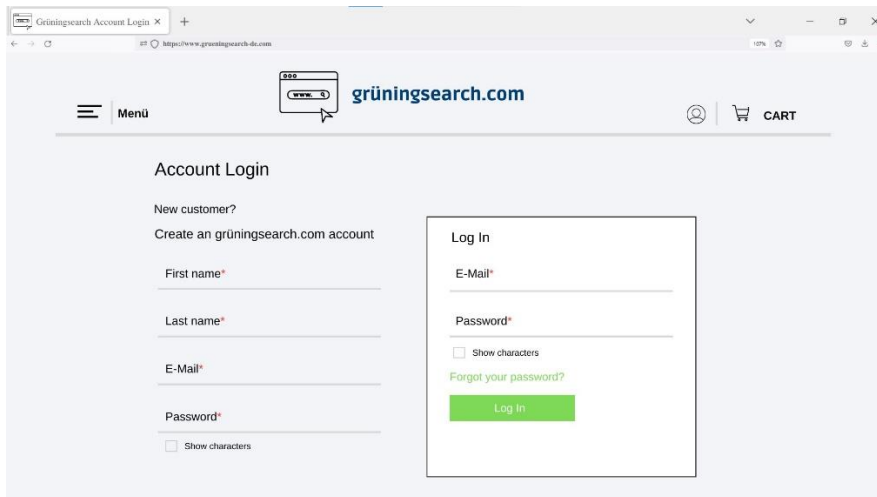 Grüningsearch Account Login
https://www.grueningsearch-de.com
www.
grüningsearch.com
Menü
CART
Account Login
New customer?
Create an grüningsearch.com account
First name*
Last name*
E-Mail*
Password*
Show characters
Log In
E-Mail*
Password*
Show characters
Forgot your password?
Log In